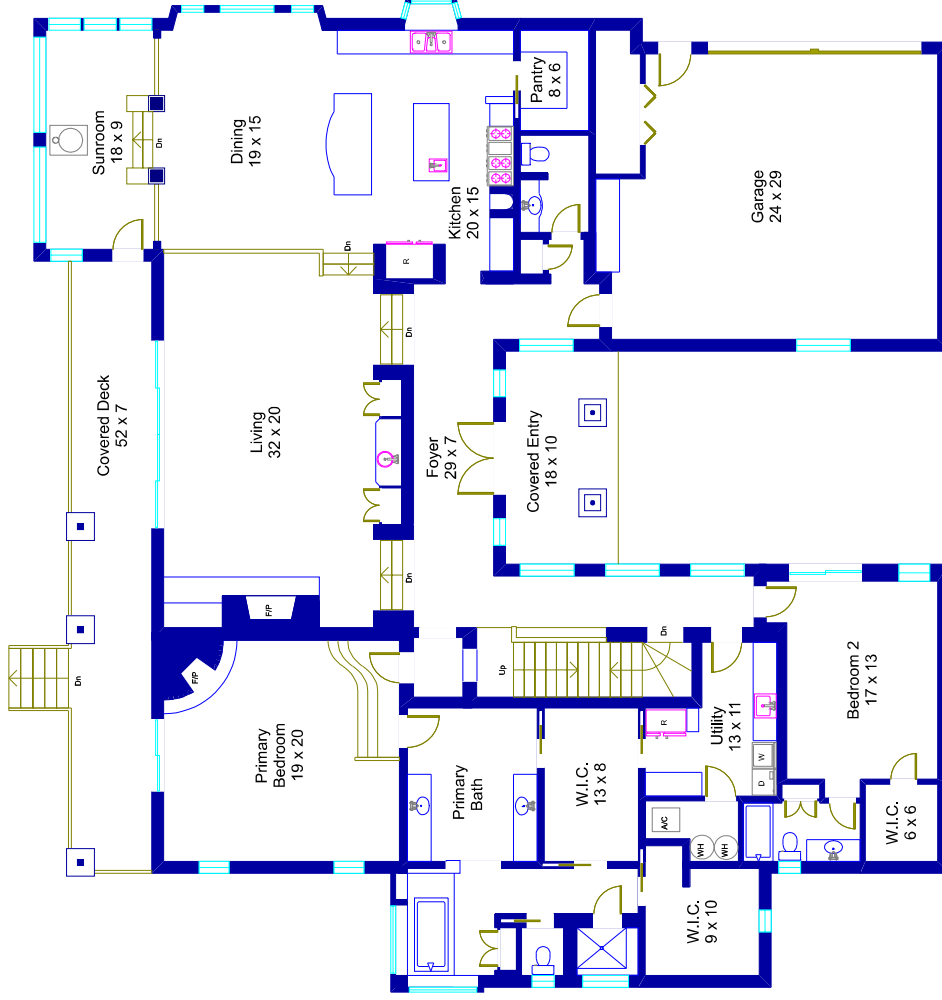 Sunroom
18 x 9
Dn
Dining
19 x 15
Kitchen
20 x 15
Pantry
8 x 6
Garage
24 x 29
Dn
R
Dn
Covered Deck
52 x 7
Living
32 x 20
Foyer
29 x 7
Covered Entry
18 x 10
Dn
F/P
F/P
Dn
Up
Dn
Primary
Bedroom
19 x 20
Primary
Bath
W.I.C.
13 x 8
R
Utility
13 x 11
W
D
A/C
WH
WH
Bedroom 2
17 x 13
W.I.C.
6 x 6
W.I.C.
9 x 10